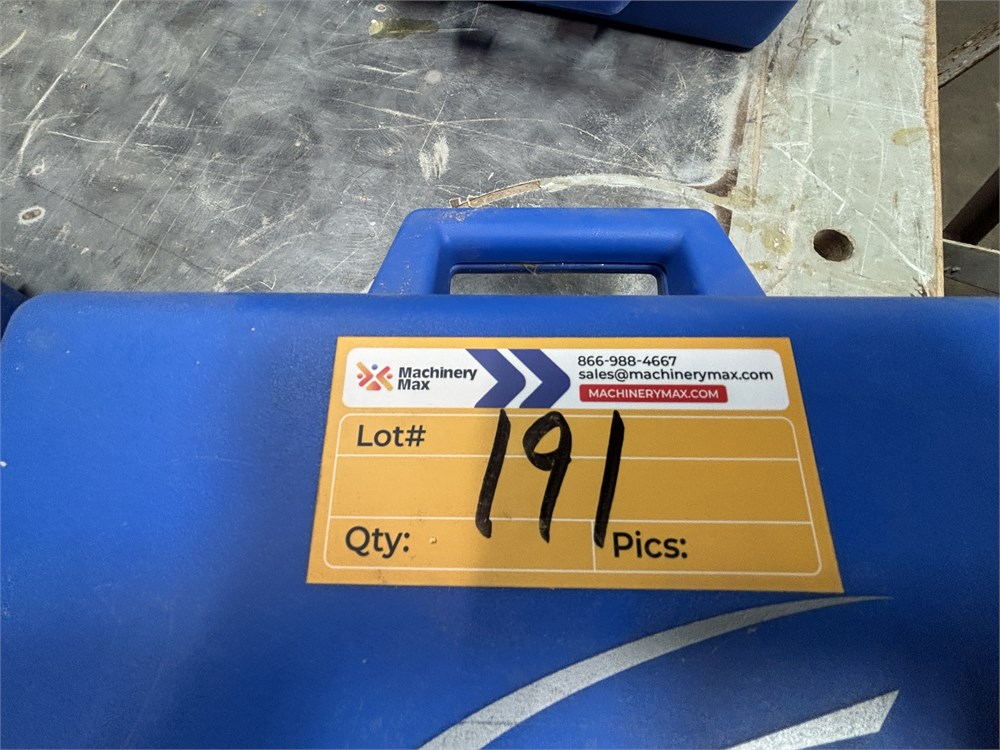 Machinery
Max
866-988-4667
sales@machinerymax.com
MACHINERYMAX.COM
Lot# 191
Qty:
Pics: